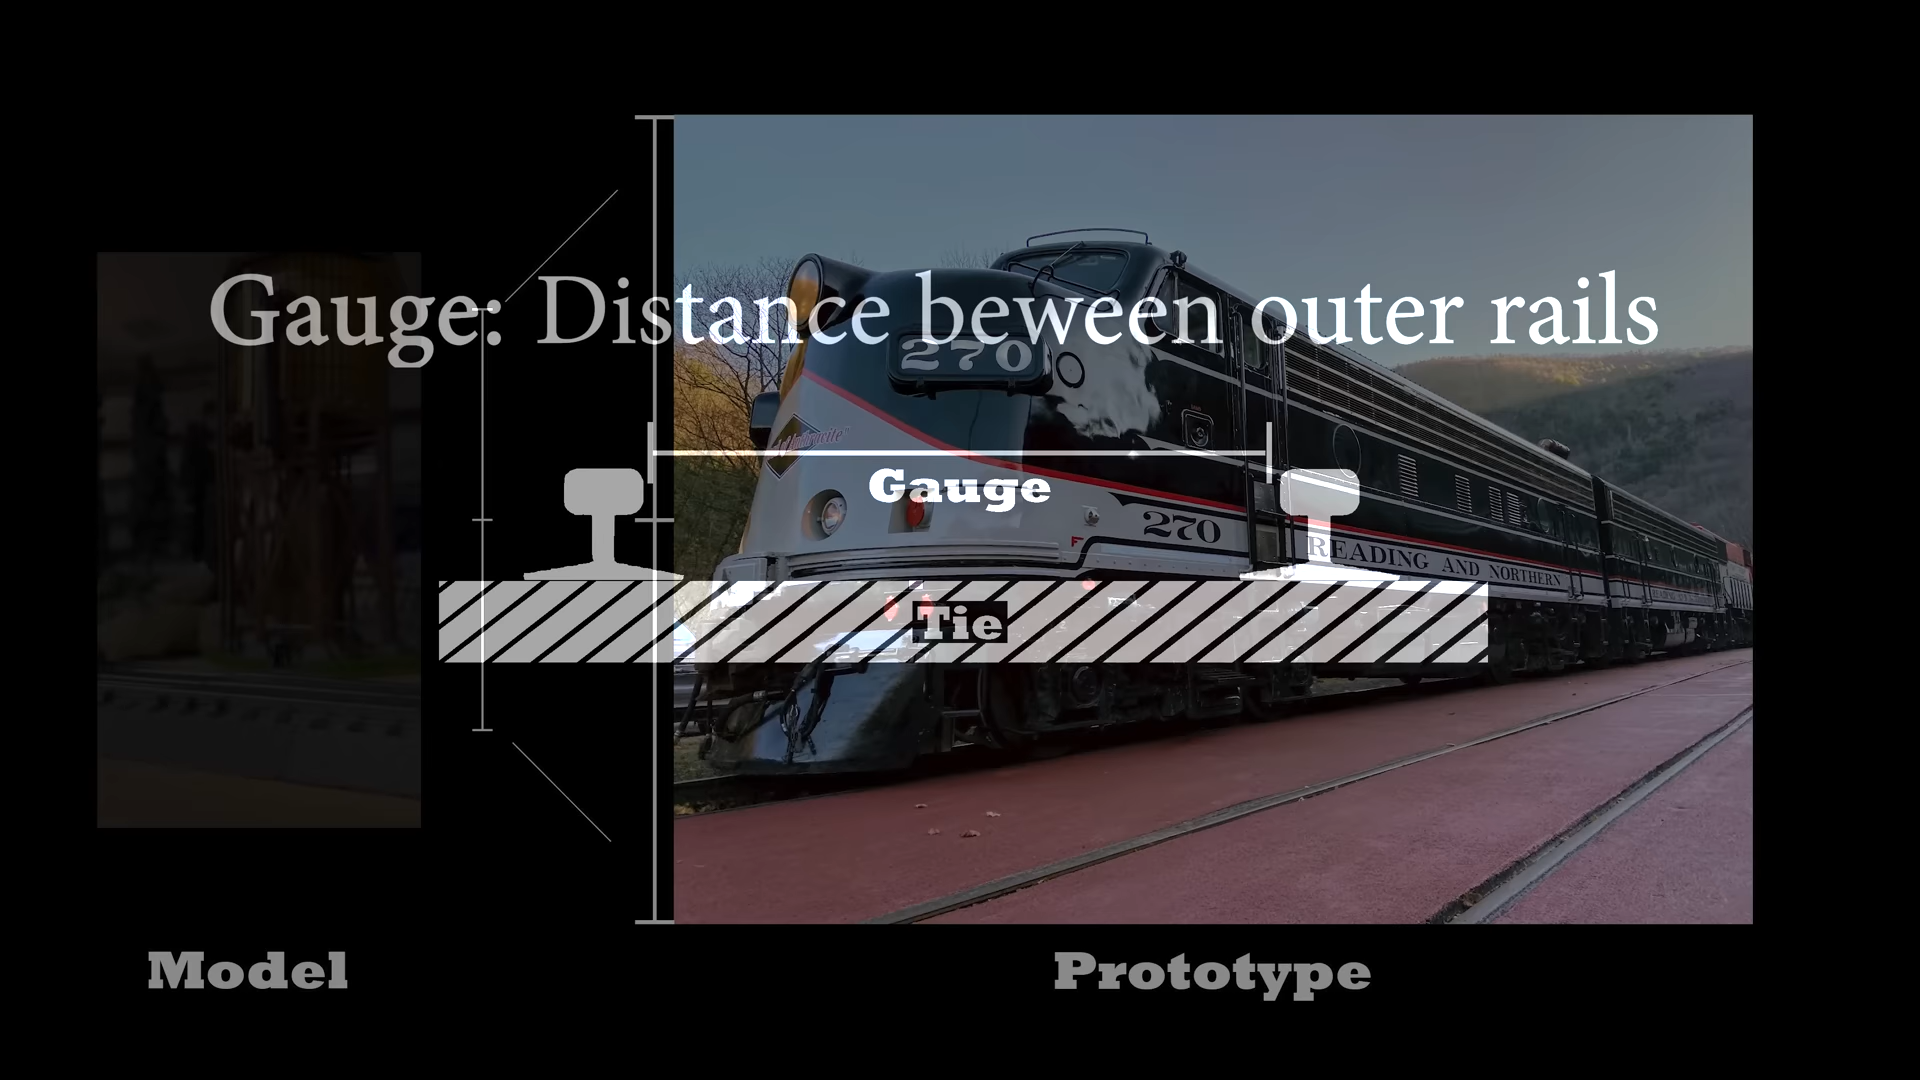 Gauge: Distance beween outer rails
270
Gauge
270
READING AND NORTHERN
Tie
Model
Prototype